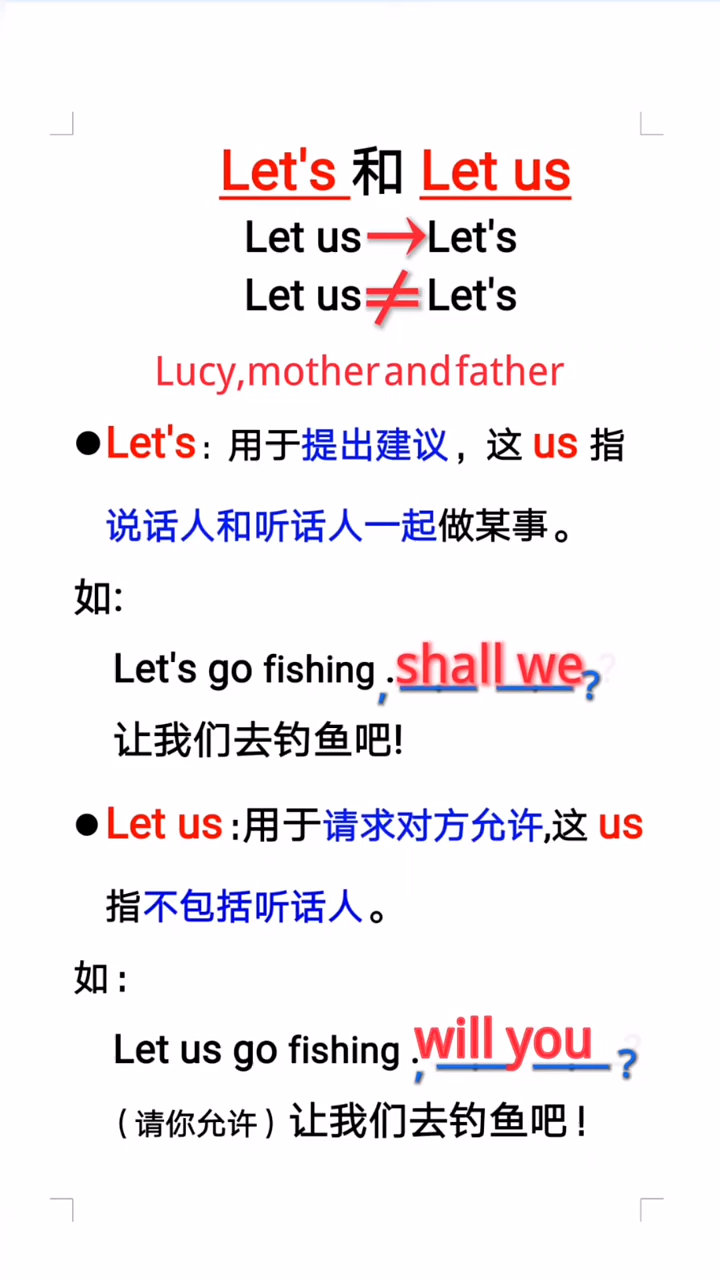 Let's 和 Let us
Let us→Let's
Let us≠Let's
Lucy,mother and father
●Let's：用于提出建议，这 us 指
说话人和听话人一起做某事。
如:
Let's go fishing ., shall we ?
让我们去钓鱼吧!
●Let us :用于请求对方允许,这 us
指不包括听话人。
如：
Let us go fishing ., will you ?
（请你允许）让我们去钓鱼吧！